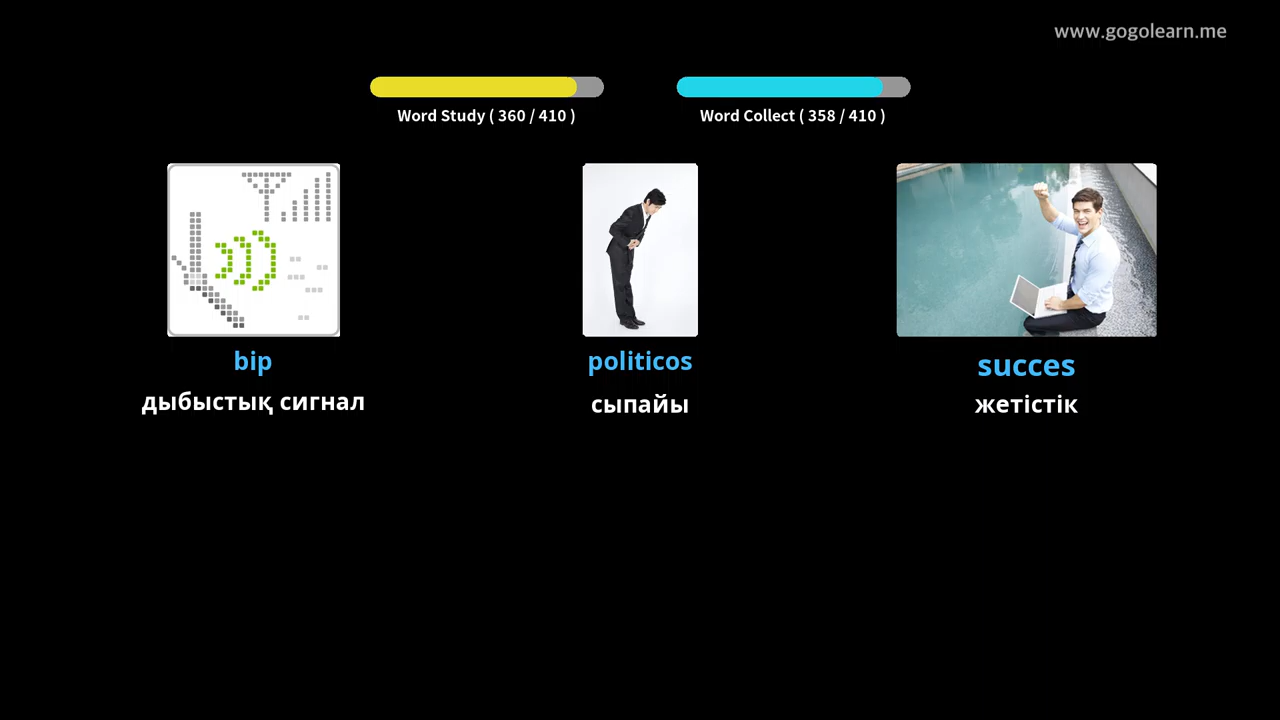 www.gogolearn.me
Word Study ( 360 / 410 )
Word Collect ( 358 / 410 )
bip
politicos
succes
дыбыстық сигнал
сыпайы
жетістік